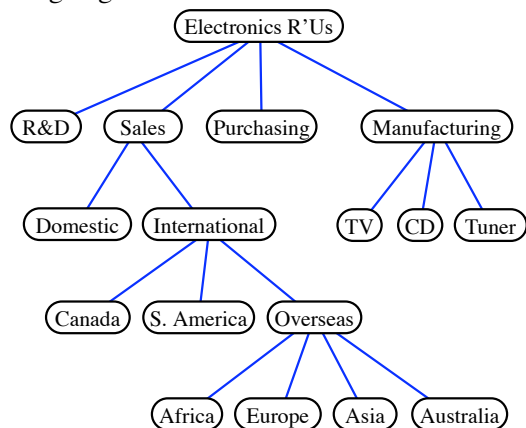 Electronics R’Us
R&D Sales Purchasing Manufacturing
Domestic International TV CD Tuner
Canada S. America Overseas
Africa Europe Asia Australia